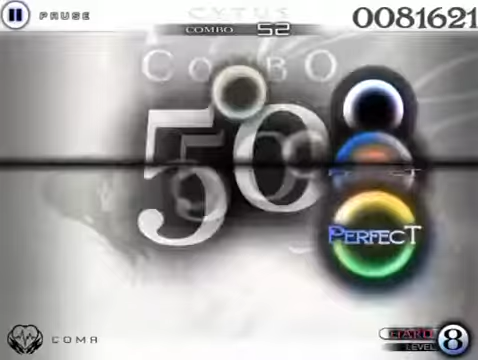 PAUSE
CYTUS
COMBO 52
0081621
COMBO
50
PERFECT
COMA
HARD
LEVEL 8